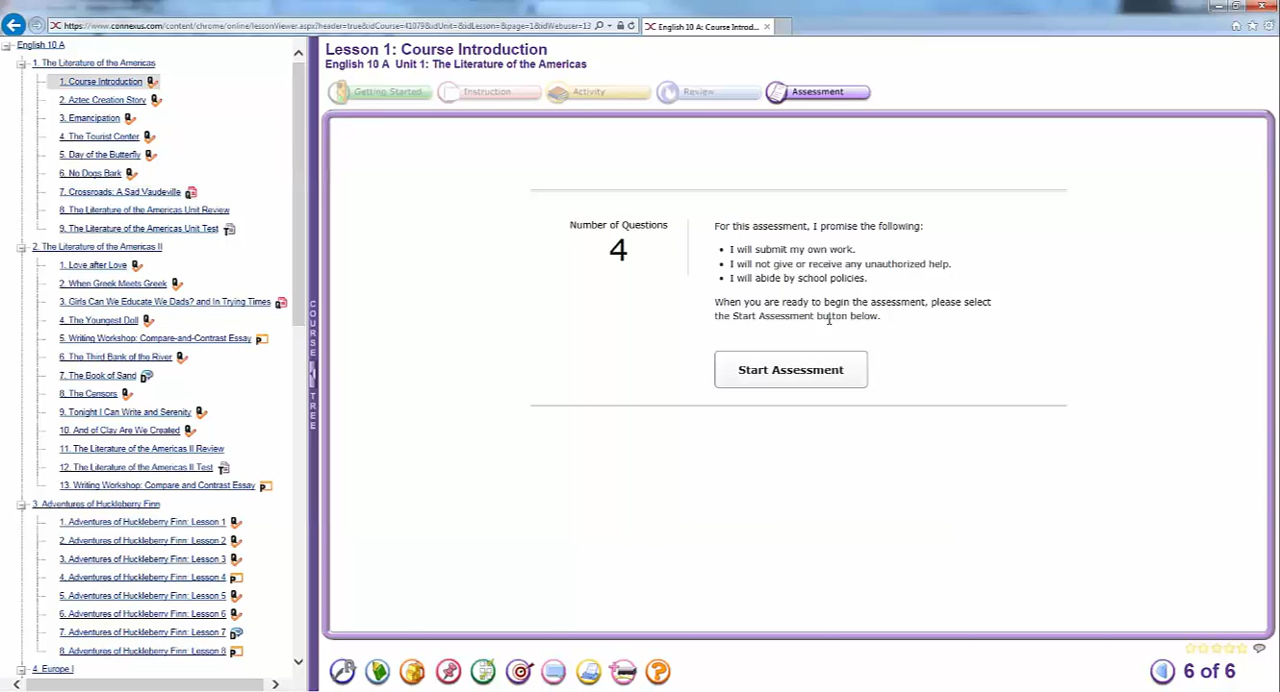 https://www.connexus.com/content/chrome/online/lessonViewer.aspx?header=true&idCourse=41079&idUnit=&idLesson=&page=1&idWebuser=13
English 10 A: Course Introd...
English 10 A
1. The Literature of the Americas
1. Course Introduction
2. Aztec Creation Story
3. Emancipation
4. The Tourist Center
5. Day of the Butterfly
6. No Dogs Bark
7. Crossroads: A Sad Vaudeville
8. The Literature of the Americas Unit Review
9. The Literature of the Americas Unit Test
2. The Literature of the Americas II
1. Love after Love
2. When Greek Meets Greek
3. Girls Can We Educate We Dads? and In Trying Times
4. The Youngest Doll
5. Writing Workshop: Compare-and-Contrast Essay
6. The Third Bank of the River
7. The Book of Sand
8. The Censors
9. Tonight I Can Write and Serenity
10. And of Clay Are We Created
11. The Literature of the Americas II Review
12. The Literature of the Americas II Test
13. Writing Workshop: Compare and Contrast Essay
3. Adventures of Huckleberry Finn
1. Adventures of Huckleberry Finn: Lesson 1
2. Adventures of Huckleberry Finn: Lesson 2
3. Adventures of Huckleberry Finn: Lesson 3
4. Adventures of Huckleberry Finn: Lesson 4
5. Adventures of Huckleberry Finn: Lesson 5
6. Adventures of Huckleberry Finn: Lesson 6
7. Adventures of Huckleberry Finn: Lesson 7
8. Adventures of Huckleberry Finn: Lesson 8
4. Europe I
COURSE TREE
Lesson 1: Course Introduction
English 10 A Unit 1: The Literature of the Americas
Getting Started
Instruction
Activity
Review
Assessment
Number of Questions
4
For this assessment, I promise the following:
• I will submit my own work.
• I will not give or receive any unauthorized help.
• I will abide by school policies.
When you are ready to begin the assessment, please select
the Start Assessment button below.
Start Assessment
6 of 6